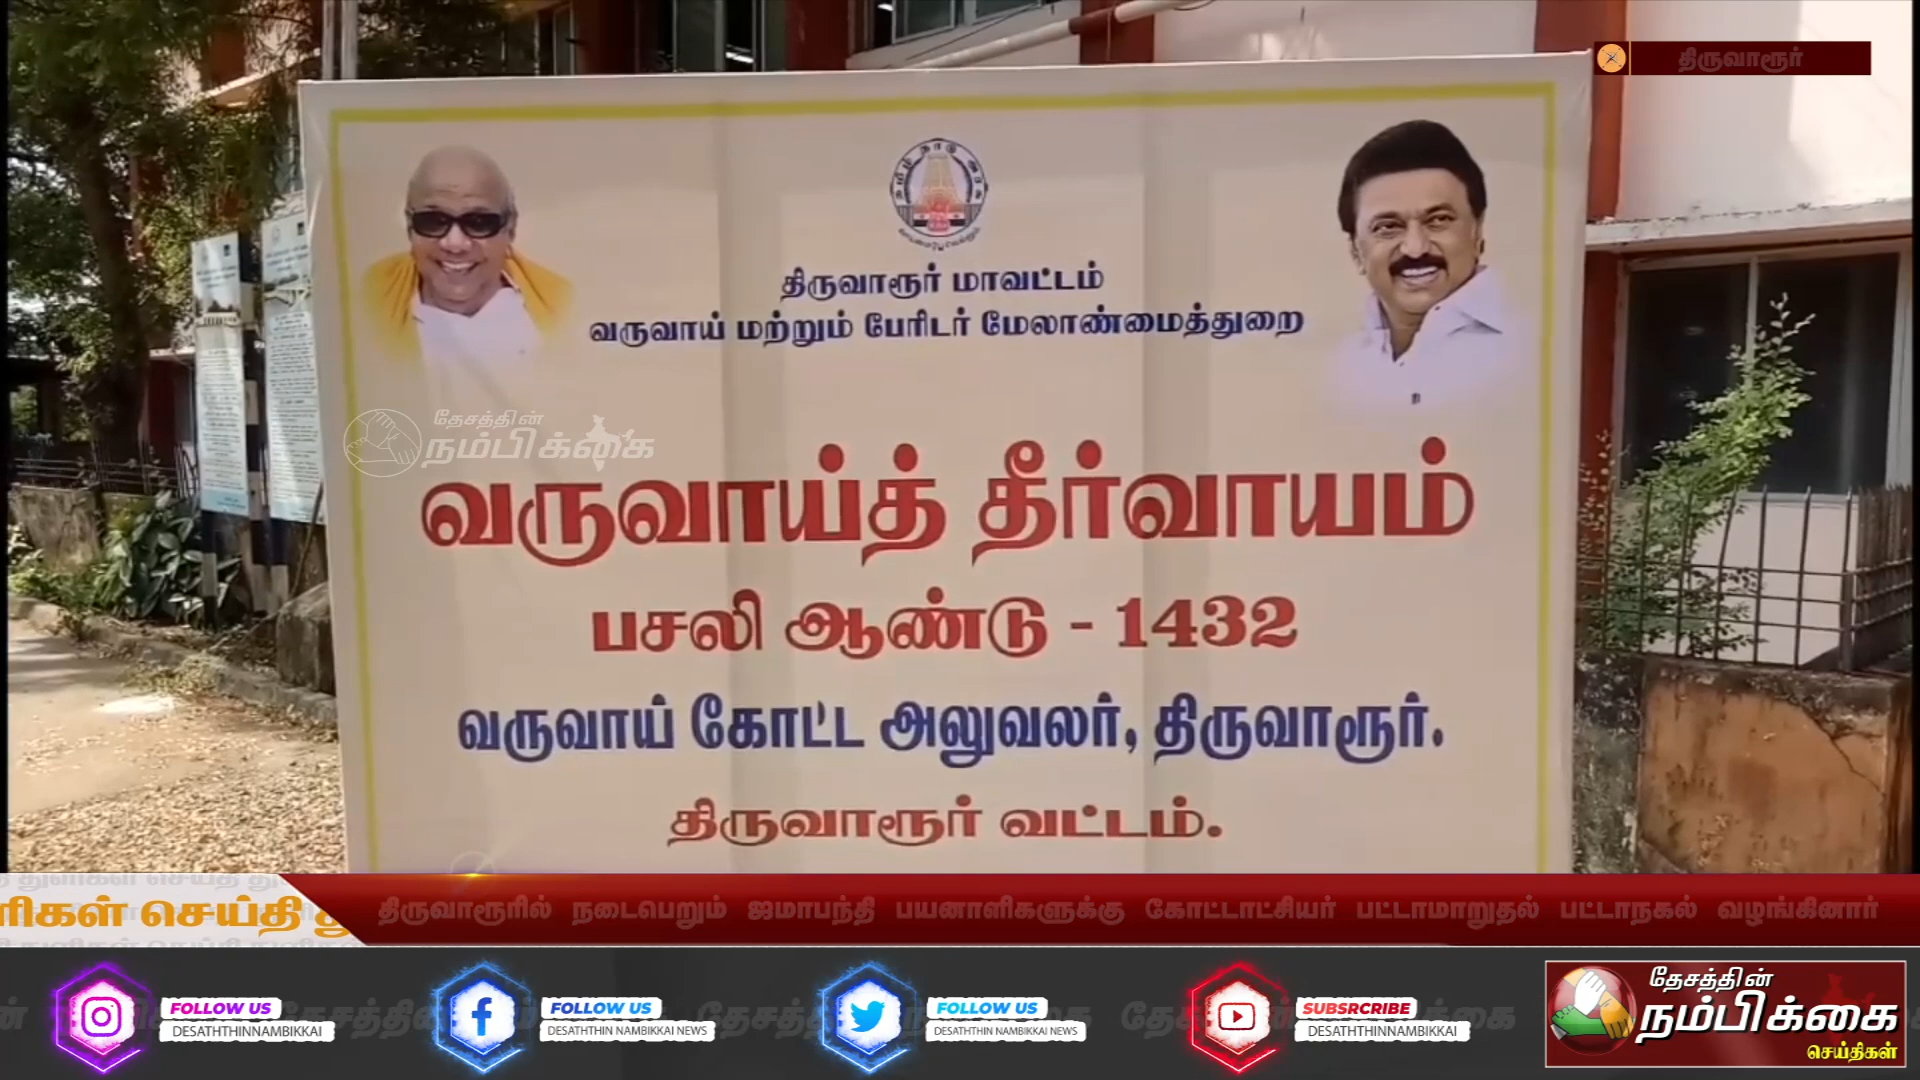 திருவாரூர்
தமிழ் நாடு அரசு
வாய்மையே வெல்லும்
திருவாரூர் மாவட்டம்
வருவாய் மற்றும் பேரிடர் மேலாண்மைத்துறை
தேசத்தின்
நம்பிக்கை
வருவாய்த் தீர்வாயம்
பசலி ஆண்டு - 1432
வருவாய் கோட்ட அலுவலர், திருவாரூர்.
திருவாரூர் வட்டம்.
செய்தி
திருவாரூரில் நடைபெறும் ஜமாபந்தி பயனாளிகளுக்கு கோட்டாட்சியர் பட்டாமாறுதல் பட்டாநகல் வழங்கினார்
FOLLOW US
DESATHTHINNAMBIKKAI
FOLLOW US
DESATHTHIN NAMBIKKAI NEWS
FOLLOW US
DESATHTHIN NAMBIKKAI NEWS
SUBSRCRIBE
DESATHTHINNAMBIKKAI
தேசத்தின்
நம்பிக்கை
செய்திகள்